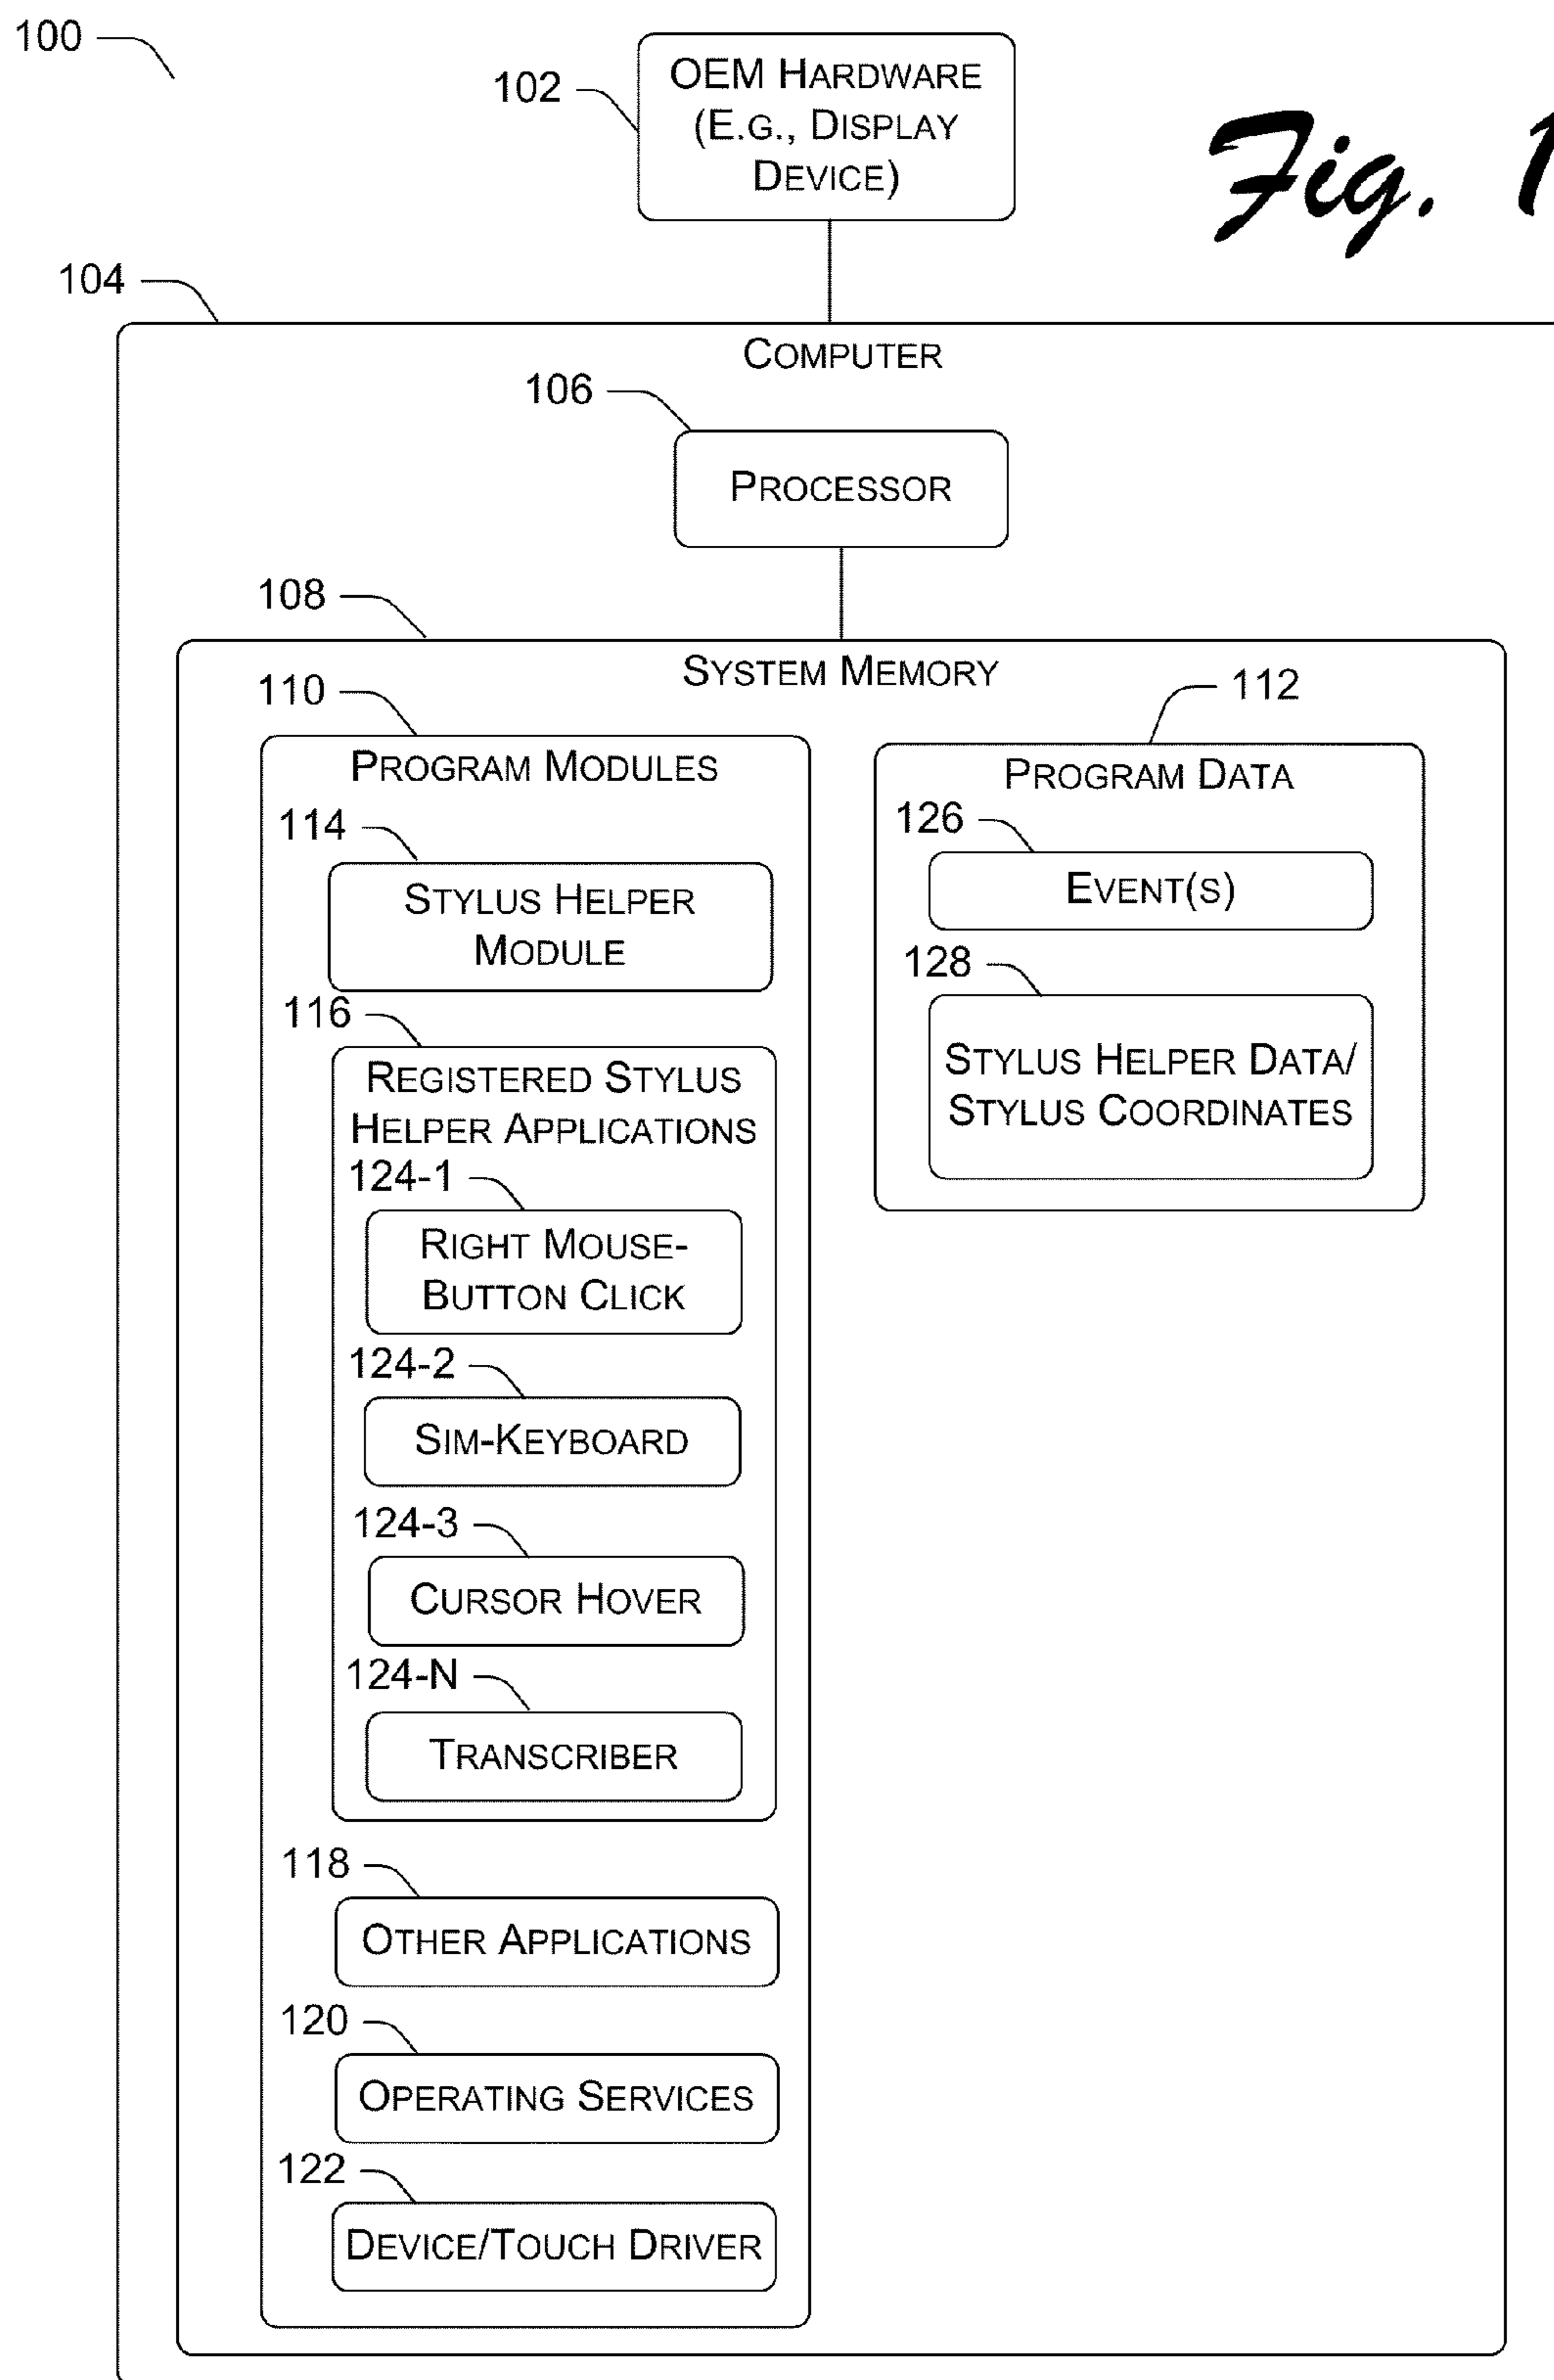 100
102
OEM HARDWARE
(E.G., DISPLAY
DEVICE)
Fig. 1
104
COMPUTER
106
PROCESSOR
108
SYSTEM MEMORY
110
PROGRAM MODULES
114
STYLUS HELPER
MODULE
116
REGISTERED STYLUS
HELPER APPLICATIONS
124-1
RIGHT MOUSE-
BUTTON CLICK
124-2
SIM-KEYBOARD
124-3
CURSOR HOVER
124-N
TRANSCRIBER
118
OTHER APPLICATIONS
120
OPERATING SERVICES
122
DEVICE/TOUCH DRIVER
112
PROGRAM DATA
126
EVENT(S)
128
STYLUS HELPER DATA/
STYLUS COORDINATES